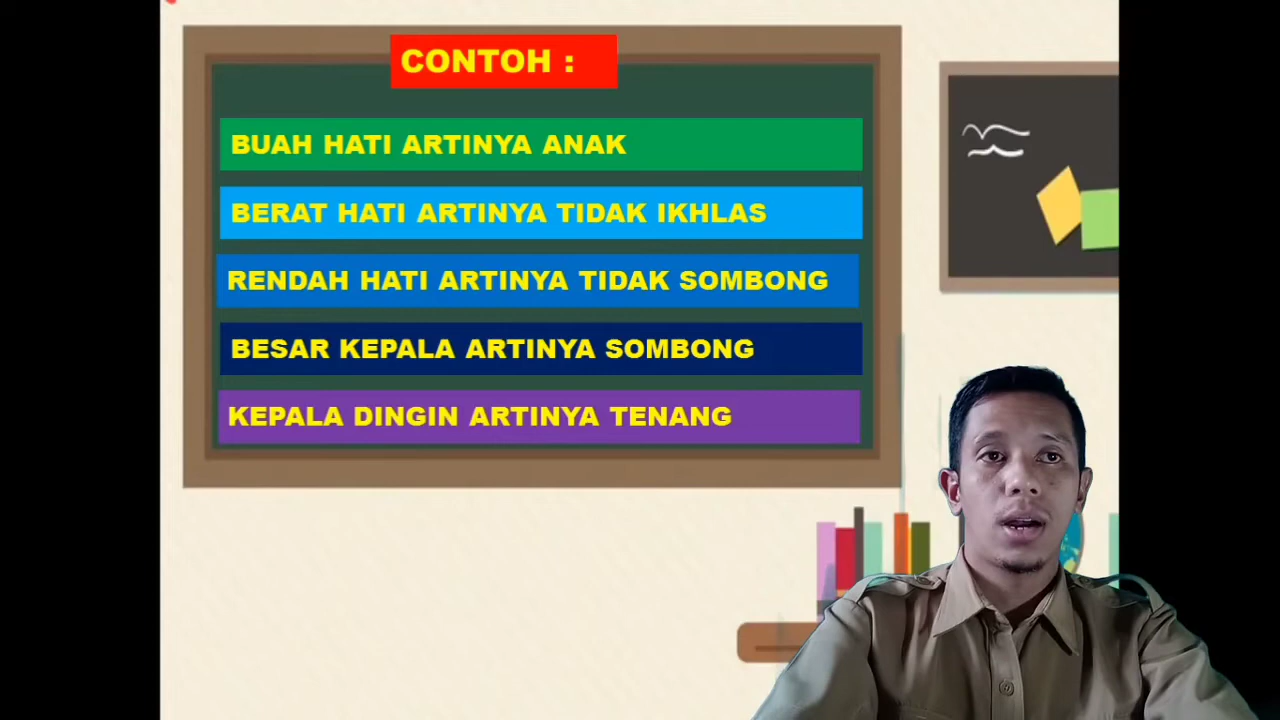 CONTOH :
BUAH HATI ARTINYA ANAK
BERAT HATI ARTINYA TIDAK IKHLAS
RENDAH HATI ARTINYA TIDAK SOMBONG
BESAR KEPALA ARTINYA SOMBONG
KEPALA DINGIN ARTINYA TENANG